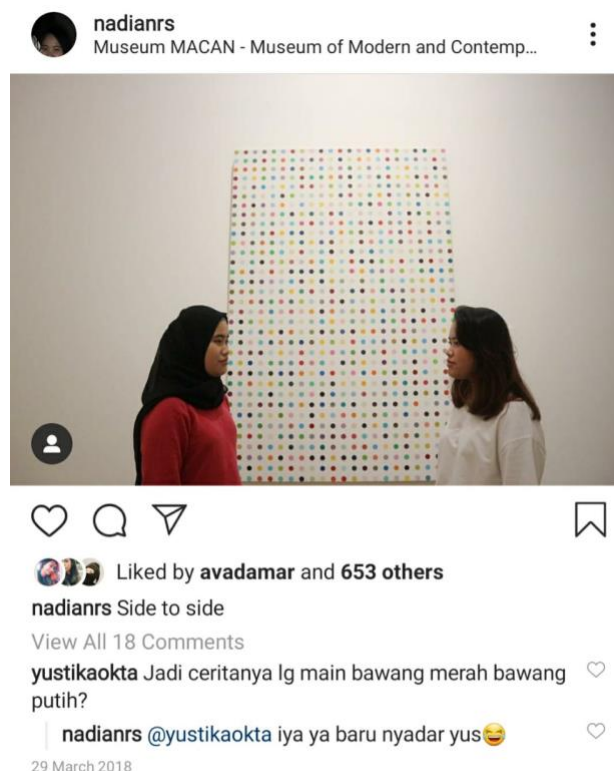 nadianrs
Museum MACAN - Museum of Modern and Contemp...
Liked by avadamar and 653 others
nadianrs Side to side
View All 18 Comments
yustikaokta Jadi ceritanya lg main bawang merah bawang
putih?
nadianrs @yustikaokta iya ya baru nyadar yus😂
29 March 2018